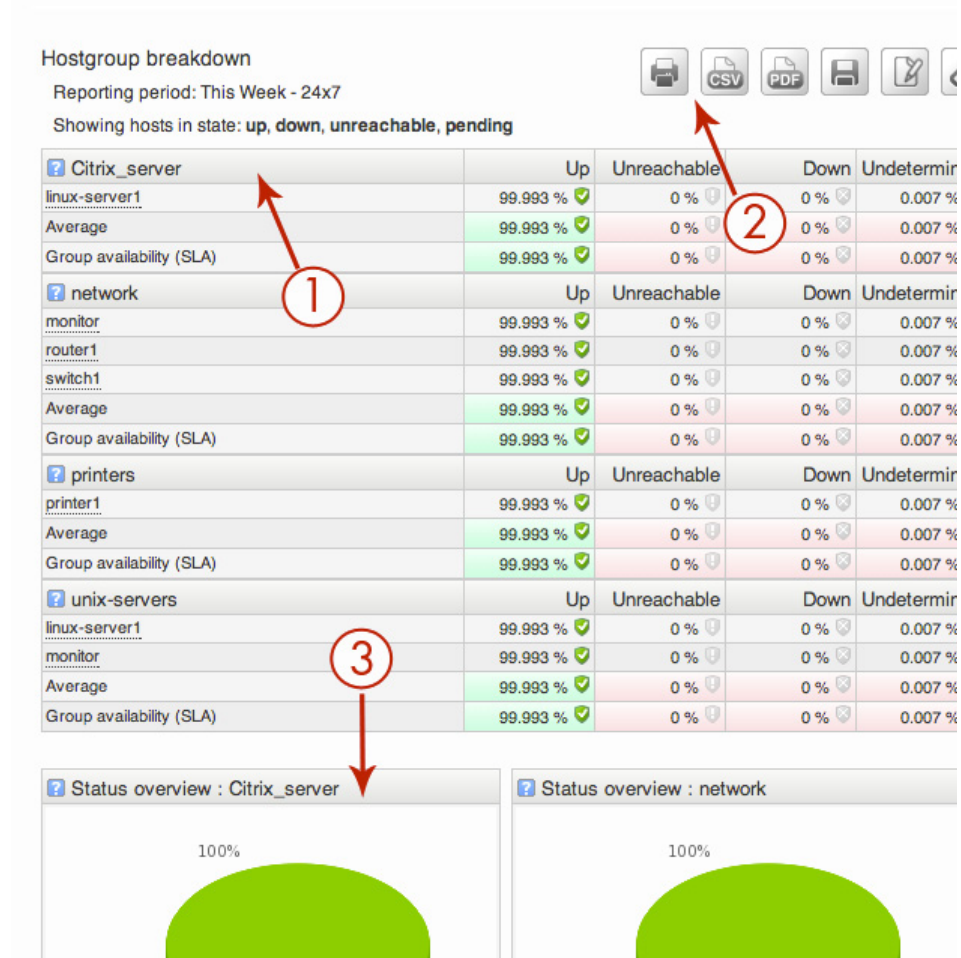 Hostgroup breakdown
Reporting period: This Week - 24x7
Showing hosts in state: up, down, unreachable, pending
CSV PDF
Citrix_server Up Unreachable Down Undetermin
linux-server1 99.993 % 0 % 0 % 0.007 %
Average 99.993 % 0 % 0 % 0.007 %
Group availability (SLA) 99.993 % 0 % 0 % 0.007 %
1
2
network Up Unreachable Down Undetermin
monitor 99.993 % 0 % 0 % 0.007 %
router1 99.993 % 0 % 0 % 0.007 %
switch1 99.993 % 0 % 0 % 0.007 %
Average 99.993 % 0 % 0 % 0.007 %
Group availability (SLA) 99.993 % 0 % 0 % 0.007 %
printers Up Unreachable Down Undetermin
printer1 99.993 % 0 % 0 % 0.007 %
Average 99.993 % 0 % 0 % 0.007 %
Group availability (SLA) 99.993 % 0 % 0 % 0.007 %
unix-servers Up Unreachable Down Undetermin
linux-server1 99.993 % 0 % 0 % 0.007 %
monitor 99.993 % 0 % 0 % 0.007 %
3
Average 99.993 % 0 % 0 % 0.007 %
Group availability (SLA) 99.993 % 0 % 0 % 0.007 %
Status overview : Citrix_server
Status overview : network
100%
100%